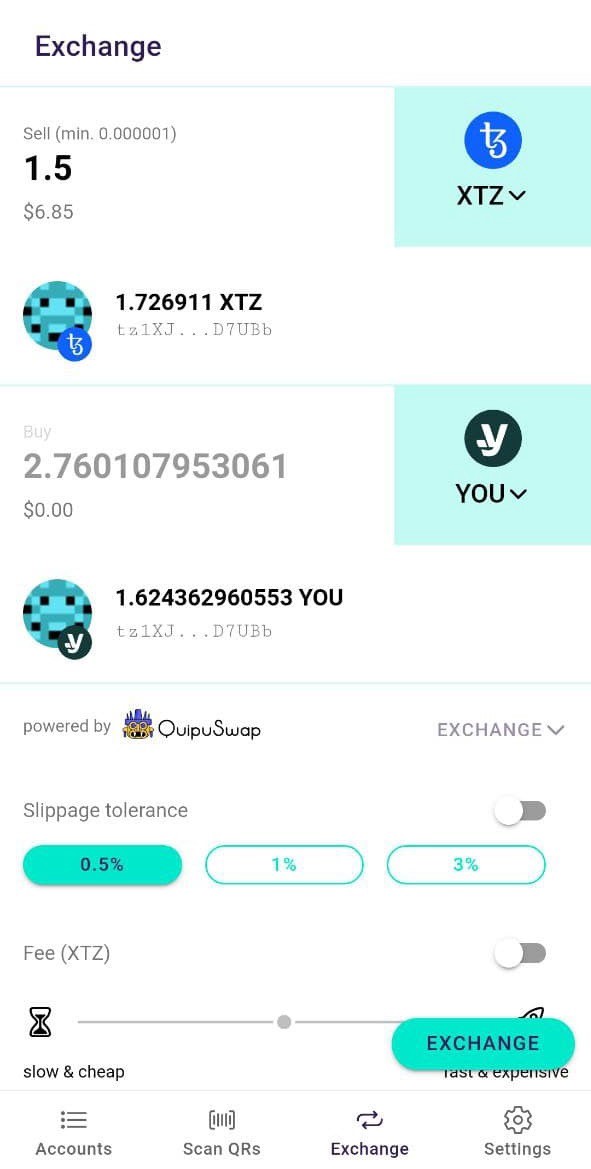 Exchange
Sell (min. 0.000001)
1.5
$6.85
XTZ
1.726911 XTZ
tz1XJ...D7UBb
Buy
2.760107953061
$0.00
YOU
1.624362960553 YOU
tz1XJ...D7UBb
powered by QuipuSwap
EXCHANGE
Slippage tolerance
0.5%
1%
3%
Fee (XTZ)
EXCHANGE
slow & cheap
fast & expensive
Accounts
Scan QRs
Exchange
Settings